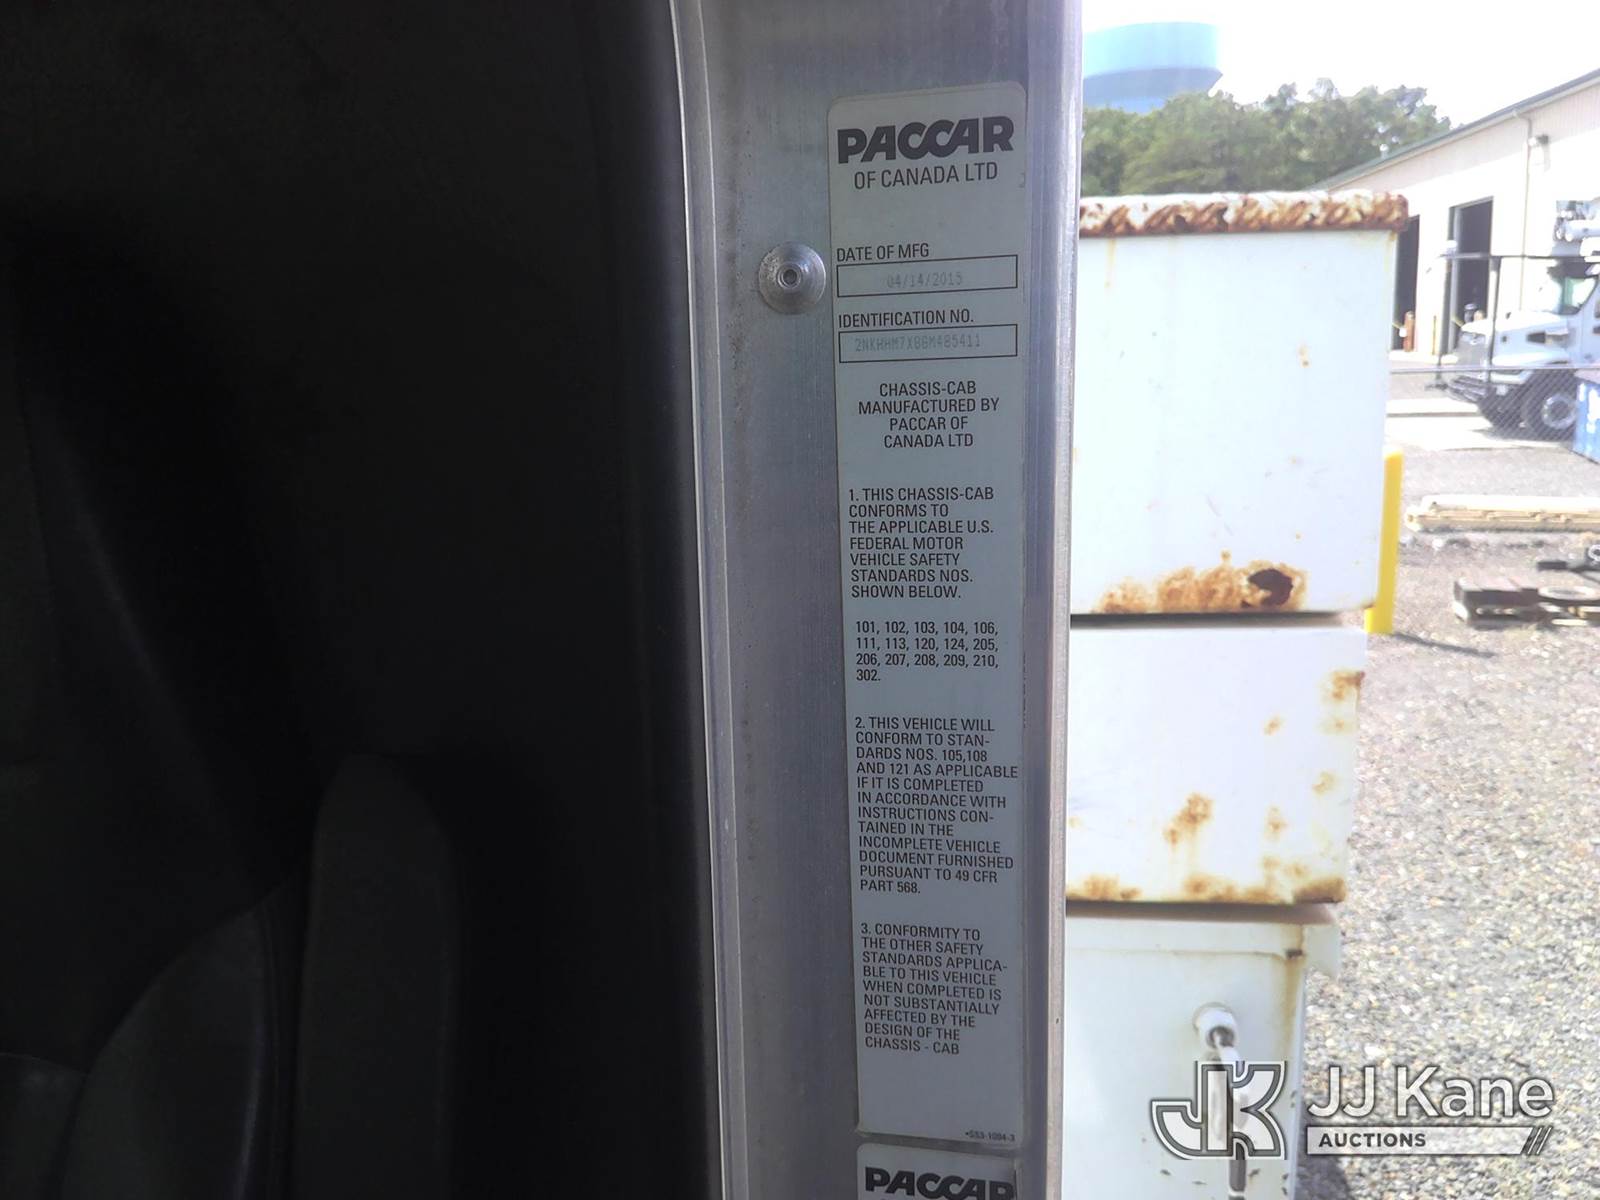 PACCAR
OF CANADA LTD
DATE OF MFG
04/14/2015
IDENTIFICATION NO.
2NKHHM7X8GM485411
CHASSIS-CAB
MANUFACTURED BY
PACCAR OF
CANADA LTD
1. THIS CHASSIS-CAB
CONFORMS TO
THE APPLICABLE U.S.
FEDERAL MOTOR
VEHICLE SAFETY
STANDARDS NOS.
SHOWN BELOW.
101, 102, 103, 104, 106,
111, 113, 120, 124, 205,
206, 207, 208, 209, 210,
302.
2. THIS VEHICLE WILL
CONFORM TO STAN-
DARDS NOS. 105,108
AND 121 AS APPLICABLE
IF IT IS COMPLETED
IN ACCORDANCE WITH
INSTRUCTIONS CON-
TAINED IN THE
INCOMPLETE VEHICLE
DOCUMENT FURNISHED
PURSUANT TO 49 CFR
PART 568.
3. CONFORMITY TO
THE OTHER SAFETY
STANDARDS APPLICA-
BLE TO THIS VEHICLE
WHEN COMPLETED IS
NOT SUBSTANTIALLY
AFFECTED BY THE
DESIGN OF THE
CHASSIS - CAB
•S53-1004-3
PACCAR
JK JJ Kane
AUCTIONS